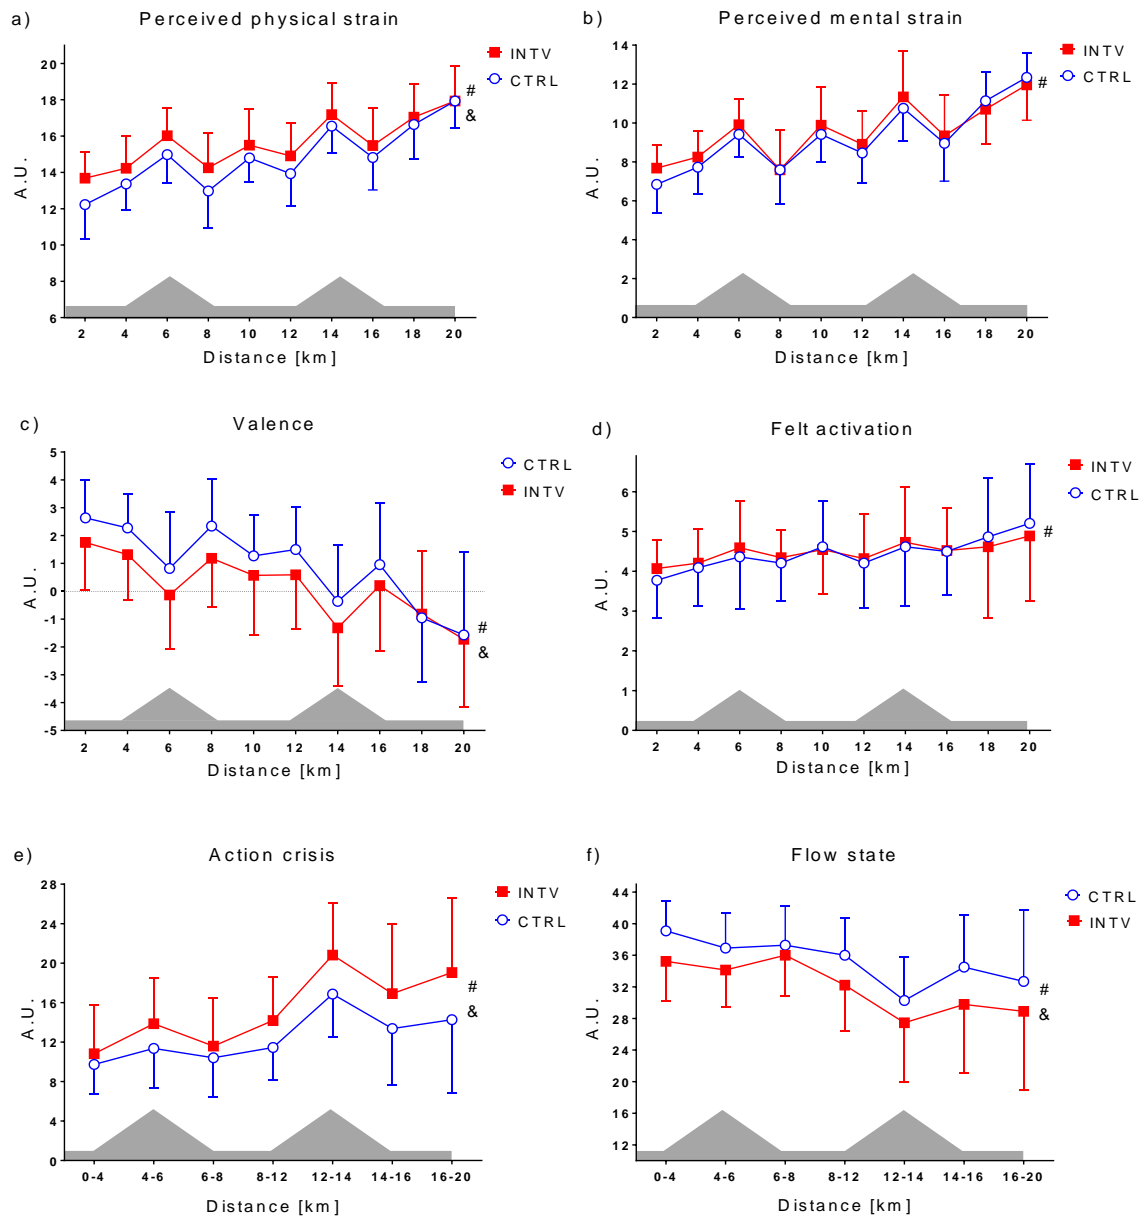 a) Perceived physical strain
INTV
CTRL
20
18
16
14
12
10
8
6
A.U.
#
&
2 4 6 8 10 12 14 16 18 20
Distance [km]
b) Perceived mental strain
INTV
CTRL
14
12
10
8
6
4
2
0
A.U.
#
2 4 6 8 10 12 14 16 18 20
Distance [km]
c) Valence
CTRL
INTV
5
4
3
2
1
0
-1
-2
-3
-4
-5
A.U.
#
&
2 4 6 8 10 12 14 16 18 20
Distance [km]
d) Felt activation
INTV
CTRL
6
5
4
3
2
1
0
A.U.
#
2 4 6 8 10 12 14 16 18 20
Distance [km]
e) Action crisis
INTV
CTRL
28
24
20
16
12
8
4
0
A.U.
#
&
0-4 4-6 6-8 8-12 12-14 14-16 16-20
Distance [km]
f) Flow state
CTRL
INTV
44
40
36
32
28
24
20
16
12
A.U.
#
&
0-4 4-6 6-8 8-12 12-14 14-16 16-20
Distance [km]